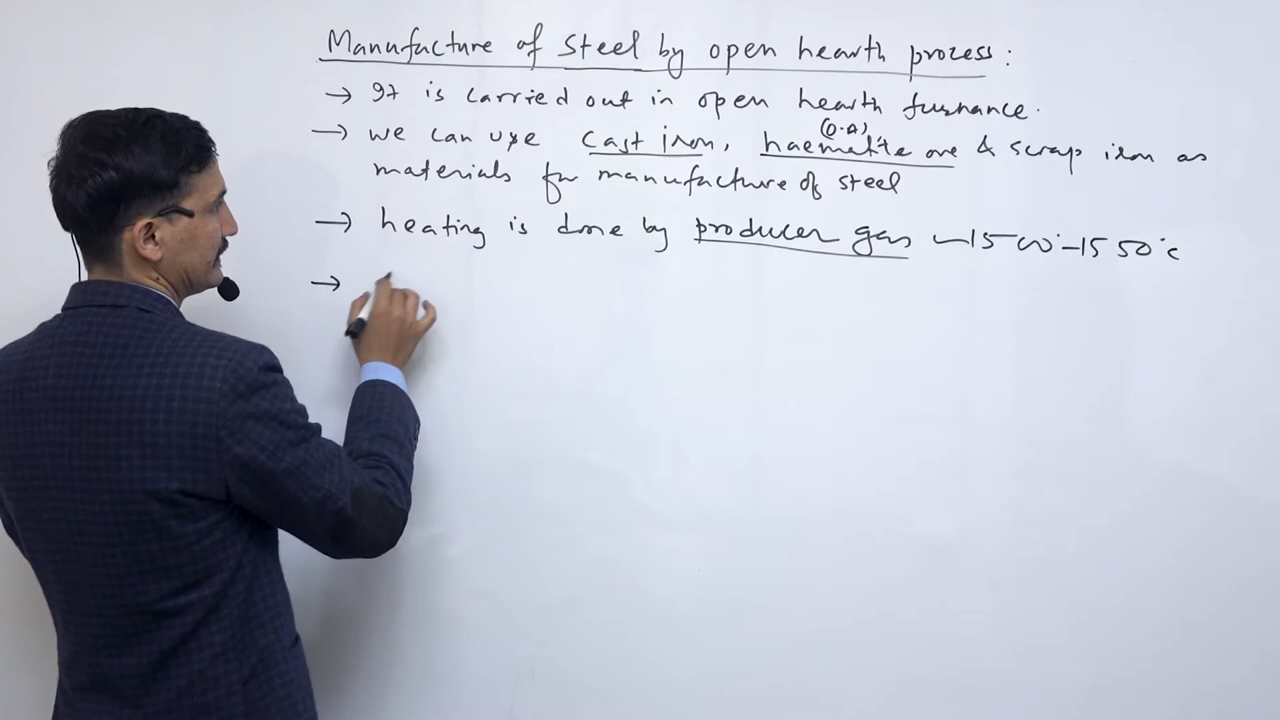 Manufacture of Steel by open hearth process:
→ It is carried out in open hearth furnance.
(O.A)
→ we can use cast iron, haematite ore & scrap iron as
materials for manufacture of steel
→ heating is done by producer gas ~1500°-1550°c
→